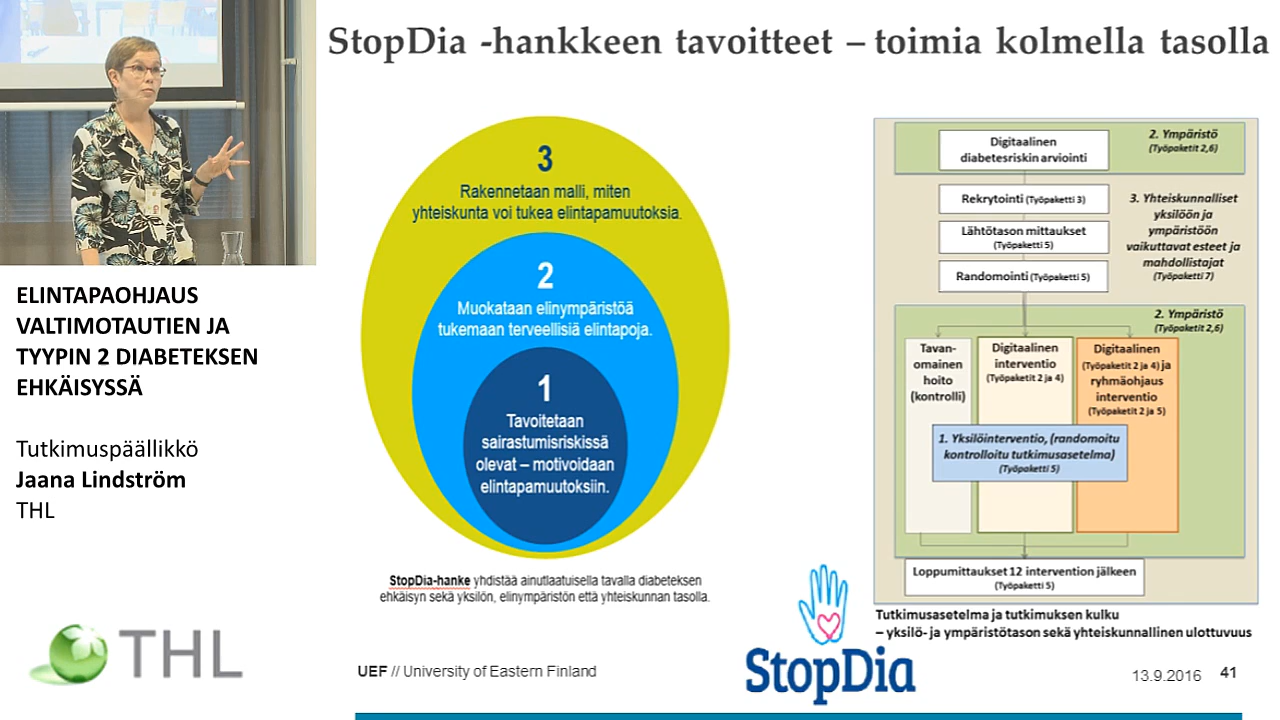 StopDia -hankkeen tavoitteet – toimia kolmella tasolla
ELINTAPAOHJAUS
VALTIMOTAUTIEN JA
TYYPIN 2 DIABETEKSEN
EHKÄISYSSÄ
Tutkimuspäällikkö
Jaana Lindström
THL
THL
3
Rakennetaan malli, miten
yhteiskunta voi tukea elintapamuutoksia.
2
Muokataan elinympäristöä
tukemaan terveellisiä elintapoja.
1
Tavoitetaan
sairastumisriskissä
olevat – motivoidaan
elintapamuutoksiin.
StopDia-hanke yhdistää ainutlaatuisella tavalla diabeteksen
ehkäisyn sekä yksilön, elinympäristön että yhteiskunnan tasolla.
Digitaalinen
diabetesriskin arviointi
2. Ympäristö
(Työpaketit 2,6)
Rekrytointi (Työpaketti 3)
Lähtötason mittaukset
(Työpaketti 5)
Randomointi (Työpaketti 5)
3. Yhteiskunnalliset
yksilöön ja
ympäristöön
vaikuttavat esteet ja
mahdollistajat
(Työpaketti 7)
2. Ympäristö
(Työpaketit 2,6)
Tavan-
omainen
hoito
(kontrolli)
Digitaalinen
interventio
(Työpaketit 2 ja 4)
Digitaalinen
(Työpaketit 2 ja 4) ja
ryhmäohjaus
interventio
(Työpaketit 2 ja 5)
1. Yksilöinterventio, (randomoitu
kontrolloitu tutkimusasetelma)
(Työpaketti 5)
Loppumittaukset 12 intervention jälkeen
(Työpaketti 5)
Tutkimusasetelma ja tutkimuksen kulku
– yksilö- ja ympäristötason sekä yhteiskunnallinen ulottuvuus
UEF // University of Eastern Finland
StopDia
13.9.2016
41